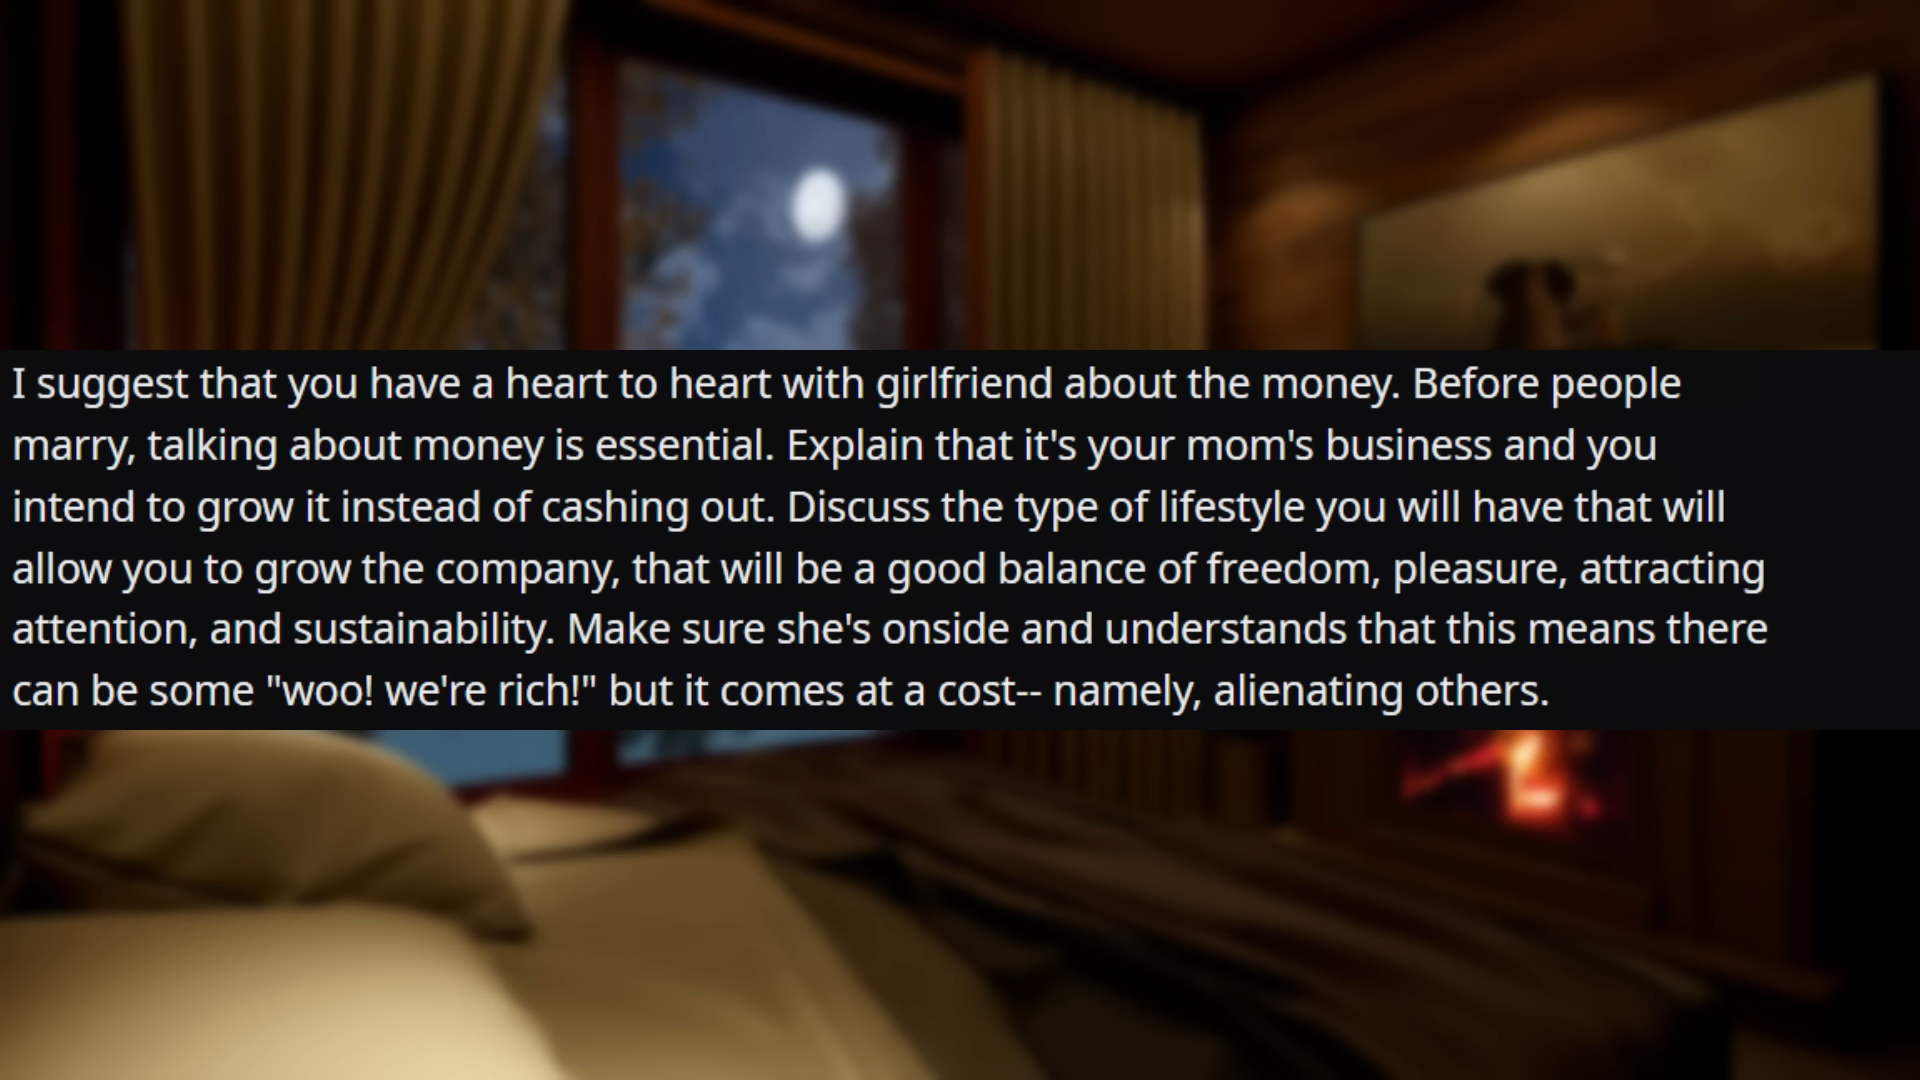 I suggest that you have a heart to heart with girlfriend about the money. Before people
marry, talking about money is essential. Explain that it's your mom's business and you
intend to grow it instead of cashing out. Discuss the type of lifestyle you will have that will
allow you to grow the company, that will be a good balance of freedom, pleasure, attracting
attention, and sustainability. Make sure she's onside and understands that this means there
can be some "woo! we're rich!" but it comes at a cost-- namely, alienating others.